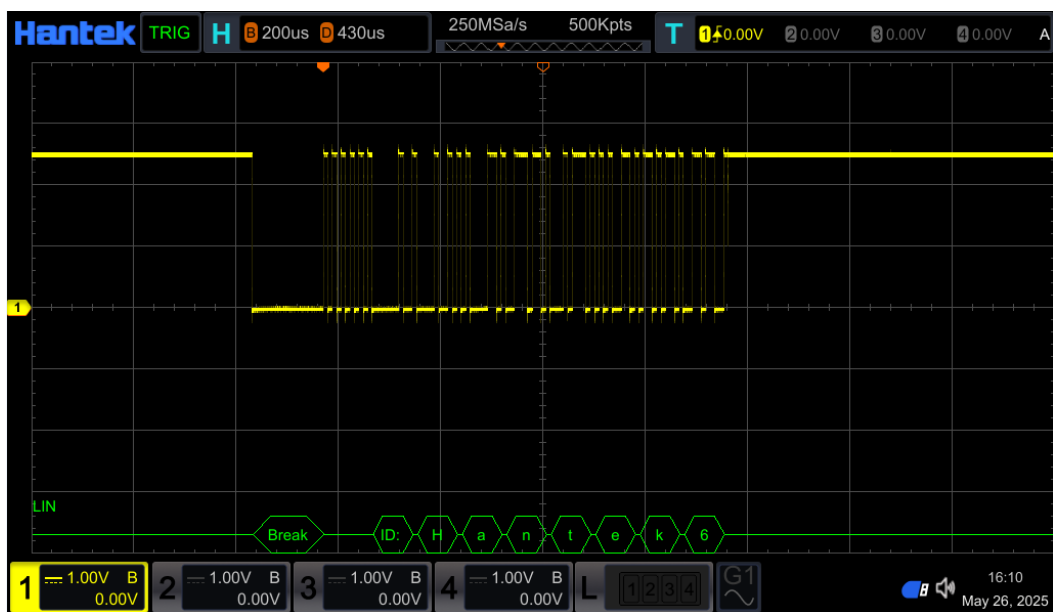 Hantek TRIG H B 200us D 430us 250MSa/s 500Kpts T 1 0.00V 2 0.00V 3 0.00V 4 0.00V A
1
LIN
Break ID: H a n t e k 6
1 1.00V B 0.00V 2 1.00V B 0.00V 3 1.00V B 0.00V 4 1.00V B 0.00V L 1 2 3 4 G1 16:10
May 26, 2025